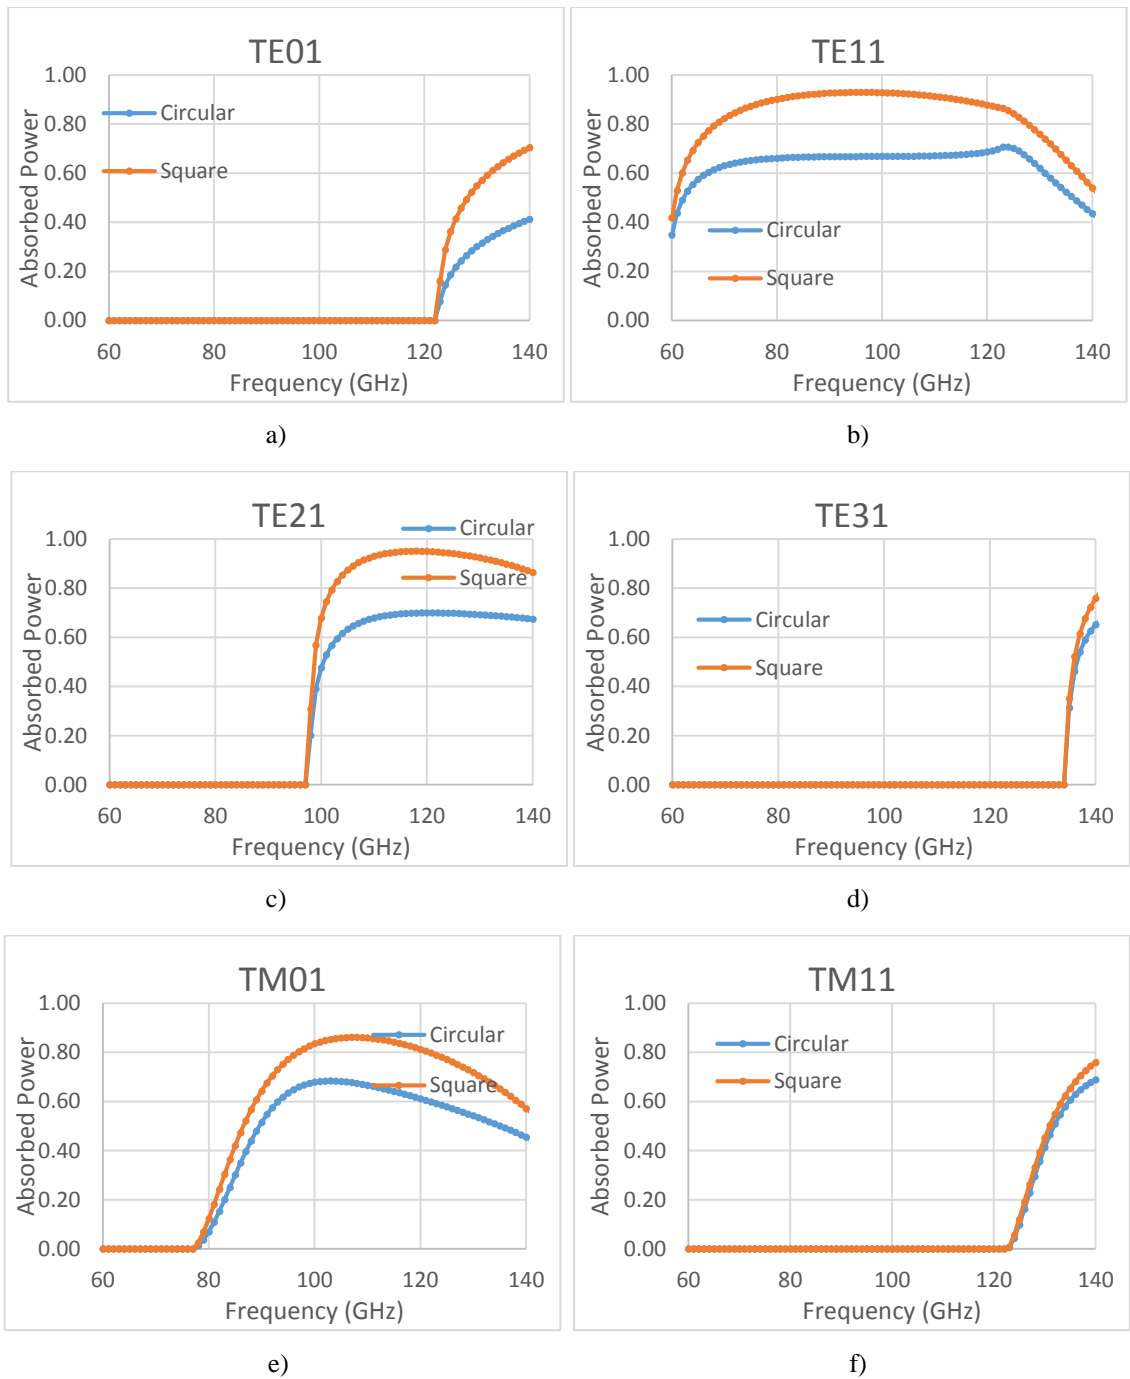 TE01
1.00
0.80
0.60
0.40
0.20
0.00
Absorbed Power
Circular
Square
60 80 100 120 140
Frequency (GHz)
a)
TE11
1.00
0.80
0.60
0.40
0.20
0.00
Absorbed Power
Circular
Square
60 80 100 120 140
Frequency (GHz)
b)
TE21
1.00
0.80
0.60
0.40
0.20
0.00
Absorbed Power
Circular
Square
60 80 100 120 140
Frequency (GHz)
c)
TE31
1.00
0.80
0.60
0.40
0.20
0.00
Absorbed Power
Circular
Square
60 80 100 120 140
Frequency (GHz)
d)
TM01
1.00
0.80
0.60
0.40
0.20
0.00
Absorbed Power
Circular
Square
60 80 100 120 140
Frequency (GHz)
e)
TM11
1.00
0.80
0.60
0.40
0.20
0.00
Absorbed Power
Circular
Square
60 80 100 120 140
Frequency (GHz)
f)